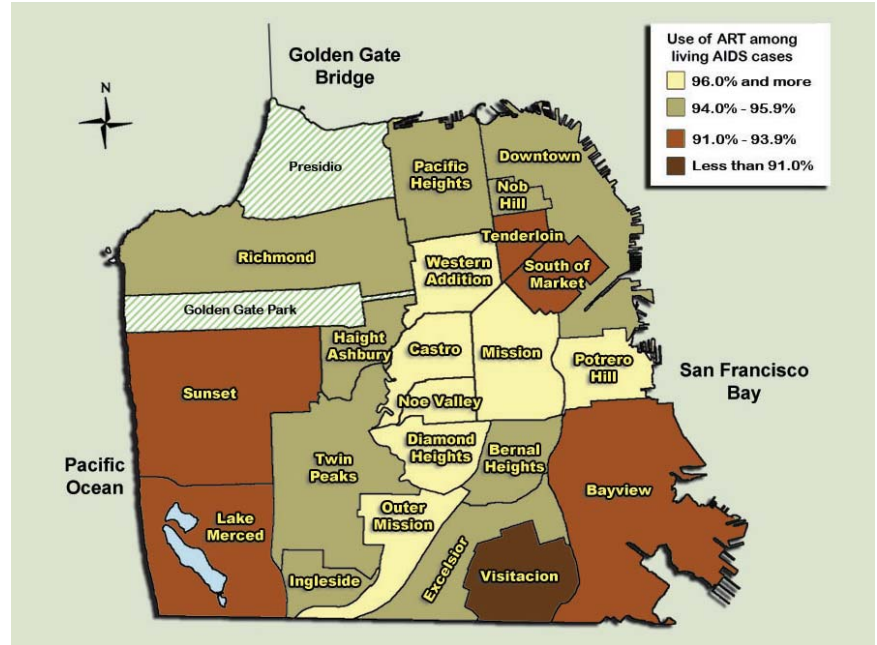 Golden Gate
Bridge
Use of ART among
living AIDS cases
96.0% and more
94.0% - 95.9%
91.0% - 93.9%
Less than 91.0%
N
Presidio
Pacific
Heights
Downtown
Nob
Hill
Tenderloin
Richmond
Western
Addition
South of
Market
Golden Gate Park
Haight
Ashbury
Castro
Mission
Potrero
Hill
San Francisco
Bay
Sunset
Noe Valley
Diamond
Heights
Bernal
Heights
Twin
Peaks
Pacific
Ocean
Bayview
Outer
Mission
Lake
Merced
Ingleside
Excelsior
Visitacion